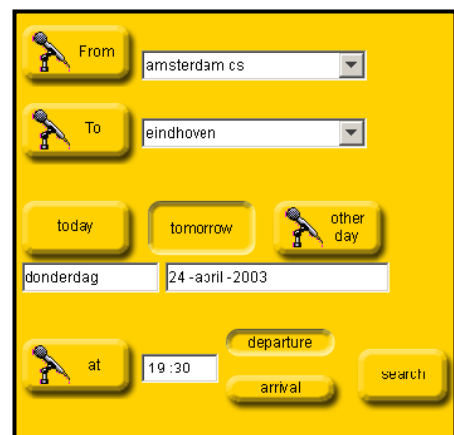 From
amsterdam cs
To
eindhoven
today
tomorrow
other
day
donderdag
24 -april -2003
at
19 :30
departure
arrival
search